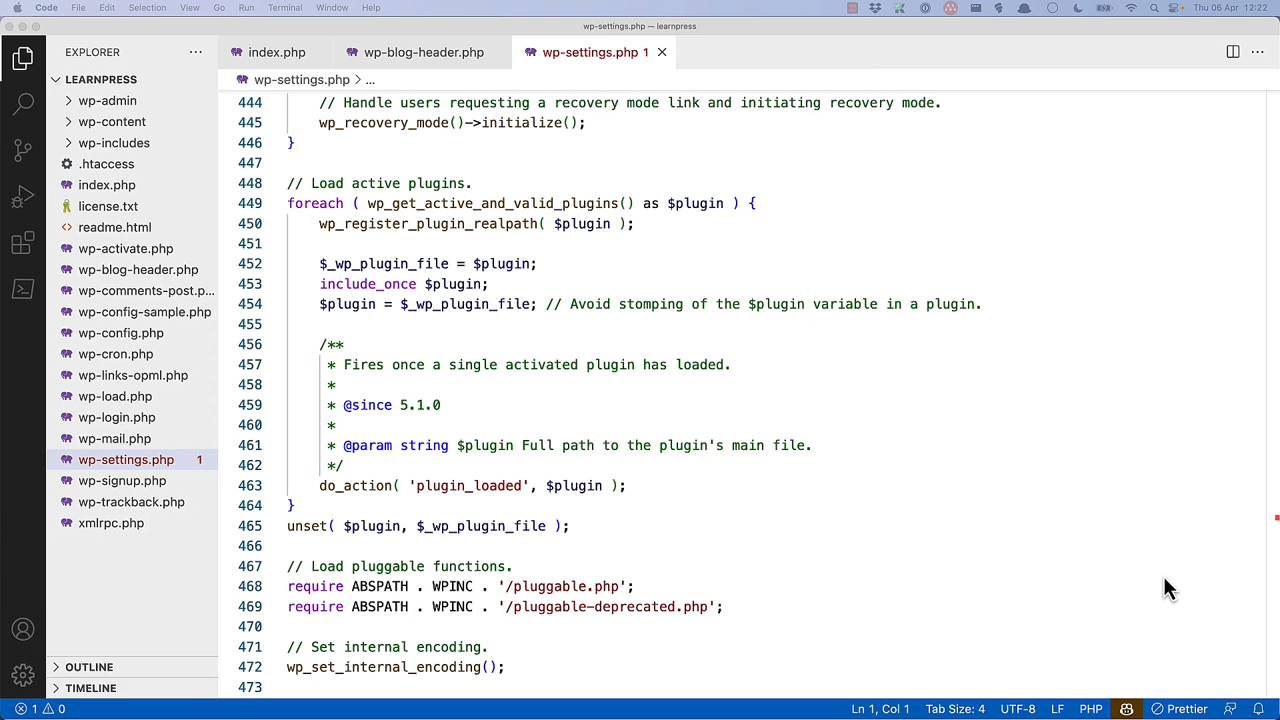 Code File Edit Selection View Go Run Terminal Window Help Thu 06 Apr 12:22
wp-settings.php — learnpress
EXPLORER
LEARNPRESS
wp-admin
wp-content
wp-includes
.htaccess
index.php
license.txt
readme.html
wp-activate.php
wp-blog-header.php
wp-comments-post.p...
wp-config-sample.php
wp-config.php
wp-cron.php
wp-links-opml.php
wp-load.php
wp-login.php
wp-mail.php
wp-settings.php 1
wp-signup.php
wp-trackback.php
xmlrpc.php
OUTLINE
TIMELINE
index.php wp-blog-header.php wp-settings.php 1
wp-settings.php > ...
444 // Handle users requesting a recovery mode link and initiating recovery mode.
445 wp_recovery_mode()->initialize();
446 }
447
448 // Load active plugins.
449 foreach ( wp_get_active_and_valid_plugins() as $plugin ) {
450 wp_register_plugin_realpath( $plugin );
451
452 $_wp_plugin_file = $plugin;
453 include_once $plugin;
454 $plugin = $_wp_plugin_file; // Avoid stomping of the $plugin variable in a plugin.
455
456 /**
457 * Fires once a single activated plugin has loaded.
458 *
459 * @since 5.1.0
460 *
461 * @param string $plugin Full path to the plugin's main file.
462 */
463 do_action( 'plugin_loaded', $plugin );
464 }
465 unset( $plugin, $_wp_plugin_file );
466
467 // Load pluggable functions.
468 require ABSPATH . WPINC . '/pluggable.php';
469 require ABSPATH . WPINC . '/pluggable-deprecated.php';
470
471 // Set internal encoding.
472 wp_set_internal_encoding();
473
1 0 Ln 1, Col 1 Tab Size: 4 UTF-8 LF PHP Prettier